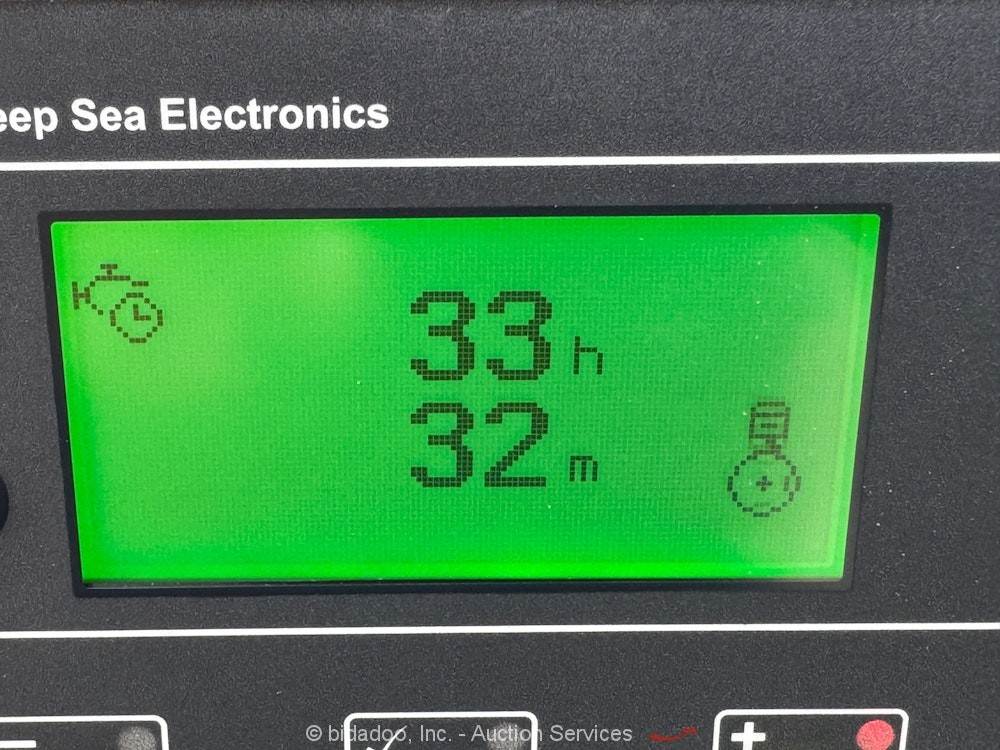 eep Sea Electronics
33 h
32 m
© bidadoo, Inc. - Auction Services